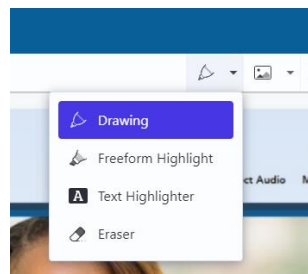 Drawing
Freeform Highlight
A Text Highlighter
Eraser
ct Audio
M